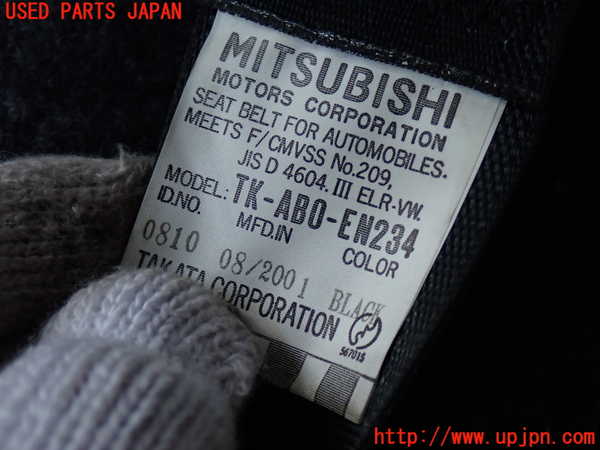 USED PARTS JAPAN
MITSUBISHI
MOTORS CORPORATION
SEAT BELT FOR AUTOMOBILES.
MEETS F/CMVSS No.209,
JIS D 4604. III ELR-VW.
MODEL: TK-AB0-EN234
ID.NO. MFD.IN COLOR
0810 08/2001 BLACK
TAKATA CORPORATION
http://www.upjpn.com/